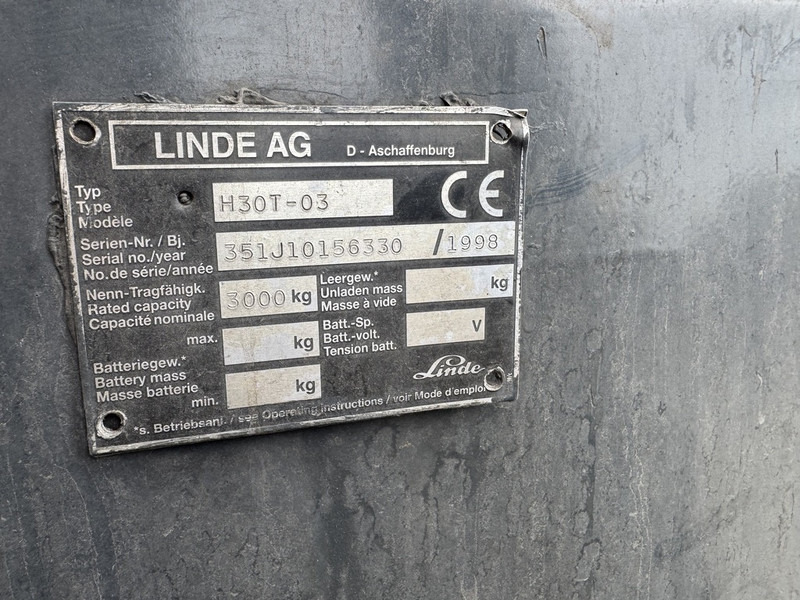 LINDE AG D - Aschaffenburg
Typ
Type
Modèle
H30T-03
CE
Serien-Nr. / Bj.
Serial no./year
No. de série/année
351J10156330 / 1998
Nenn-Tragfähigk.
Rated capacity
Capacité nominale
3000 kg
Leergew.*
Unladen mass
Masse à vide
kg
max.
kg
Batt.-Sp.
Batt.-volt.
Tension batt.
V
Batteriegew.*
Battery mass
Masse batterie
min.
kg
Linde
*s. Betriebsanl. / see Operating Instructions / voir Mode d'emploi